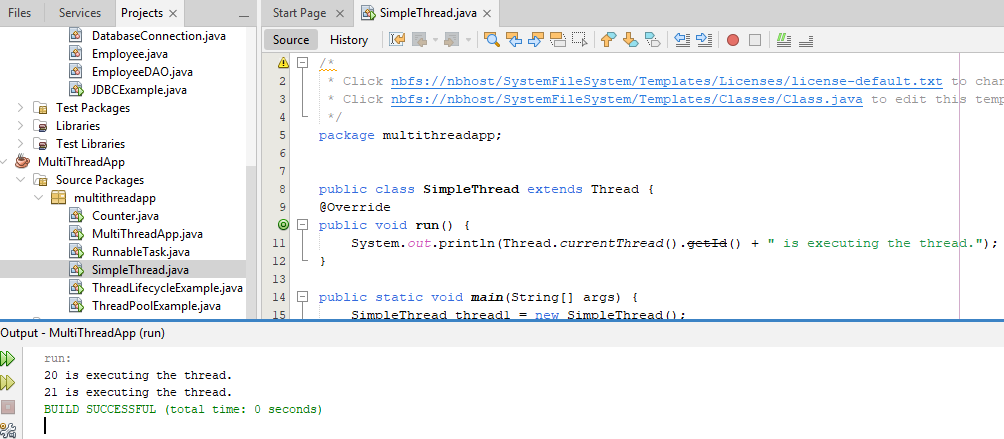 Files Services Projects
DatabaseConnection.java
Employee.java
EmployeeDAO.java
JDBCExample.java
Test Packages
Libraries
Test Libraries
MultiThreadApp
Source Packages
multithreadapp
Counter.java
MultiThreadApp.java
RunnableTask.java
SimpleThread.java
ThreadLifecycleExample.java
ThreadPoolExample.java
Start Page SimpleThread.java
Source History
/*
2 * Click nbfs://nbhost/SystemFileSystem/Templates/Licenses/license-default.txt to chan
3 * Click nbfs://nbhost/SystemFileSystem/Templates/Classes/Class.java to edit this temp
4 */
5 package multithreadapp;
6
7
8 public class SimpleThread extends Thread {
9 @Override
public void run() {
11 System.out.println(Thread.currentThread().getId() + " is executing the thread.");
12 }
13
14 public static void main(String[] args) {
15 SimpleThread thread1 = new SimpleThread();
Output - MultiThreadApp (run)
run:
20 is executing the thread.
21 is executing the thread.
BUILD SUCCESSFUL (total time: 0 seconds)